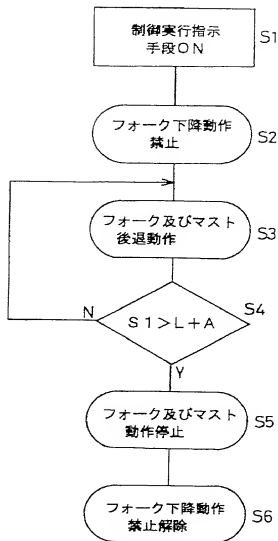 制御実行指示
手段ON
S1
フォーク下降動作
禁止
S2
フォーク及びマスト
後退動作
S3
N
S1>L+A
S4
Y
フォーク及びマスト
動作停止
S5
フォーク下降動作
禁止解除
S6